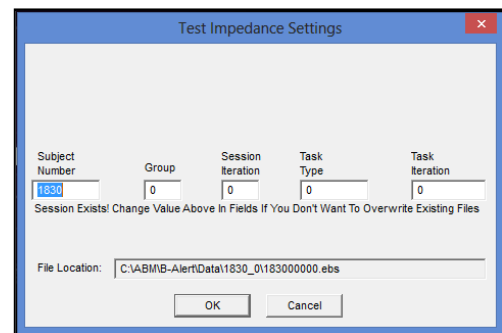 Test Impedance Settings
Subject Number
Group
Session Iteration
Task Type
Task Iteration
1830
0
0
0
0
Session Exists! Change Value Above In Fields If You Don't Want To Overwrite Existing Files
File Location: C:\ABM\B-Alert\Data\1830_0\183000000.ebs
OK
Cancel